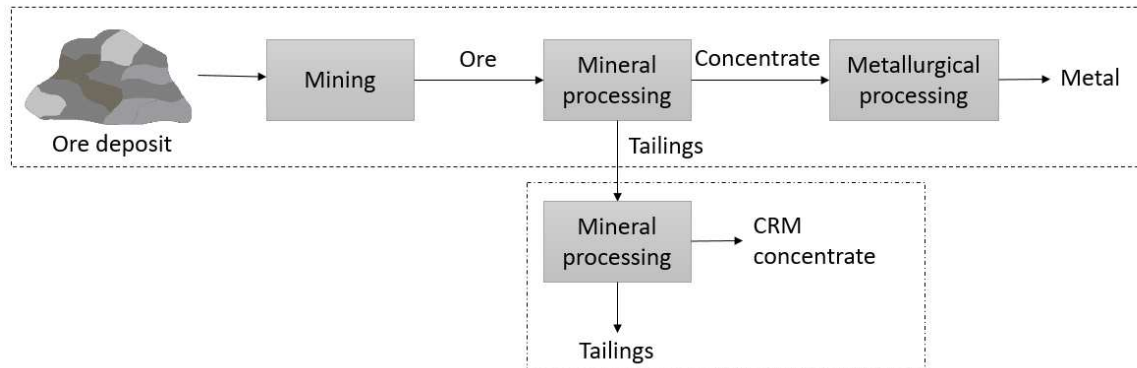 Ore deposit
Mining
Ore
Mineral
processing
Concentrate
Metallurgical
processing
Metal
Tailings
Mineral
processing
CRM
concentrate
Tailings